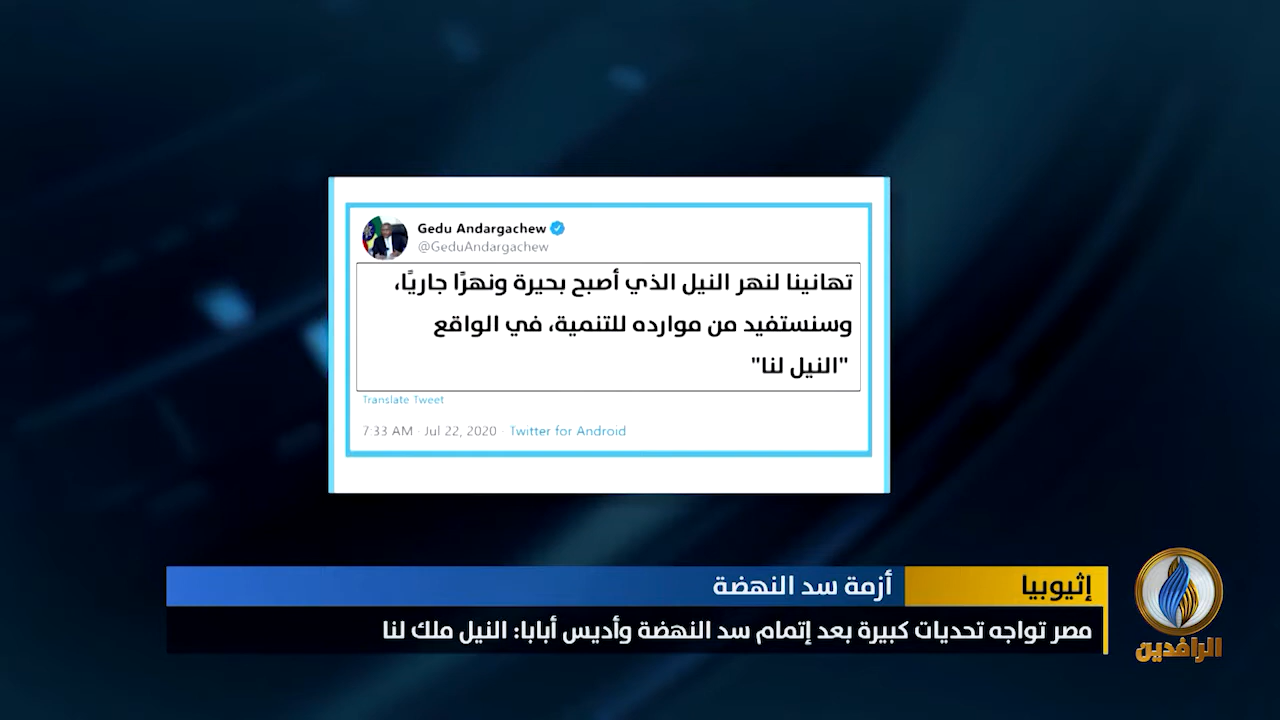 Gedu Andargachew
@GeduAndargachew
تهانينا لنهر النيل الذي أصبح بحيرة ونهرًا جاريًا،
وسنستفيد من موارده للتنمية، في الواقع
"النيل لنا"
Translate Tweet
7:33 AM · Jul 22, 2020 · Twitter for Android
إثيوبيا
أزمة سد النهضة
مصر تواجه تحديات كبيرة بعد إتمام سد النهضة وأديس أبابا: النيل ملك لنا
الرافدين